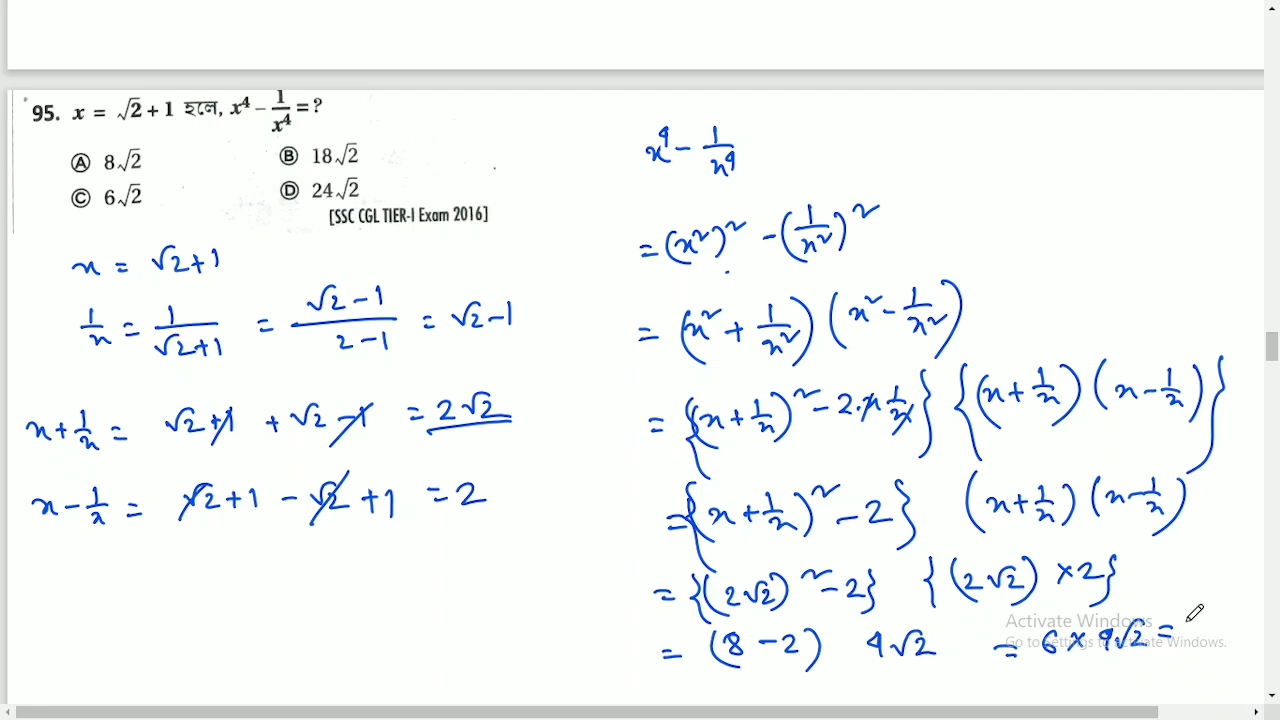 95. x = √2 + 1 হলে, x⁴ – 1/x⁴ = ?
Ⓐ 8√2 Ⓑ 18√2
Ⓒ 6√2 Ⓓ 24√2
[SSC CGL TIER-I Exam 2016]
x = √2+1
1/x = 1/(√2+1) = (√2-1)/(2-1) = √2-1
x+1/x = √2+1 + √2-1 = 2√2
x-1/x = √2+1 - √2+1 = 2
x⁴ - 1/x⁴
= (x²)² - (1/x²)²
= (x² + 1/x²) (x² - 1/x²)
= {(x+1/x)² - 2.x.1/x} {(x+1/x) (x-1/x)}
= {(x+1/x)² - 2} (x+1/x) (x-1/x)
= {(2√2)² - 2} {(2√2) × 2}
= (8-2) 4√2 = 6 × 4√2 =
Activate Windows
Go to Settings to activate Windows.